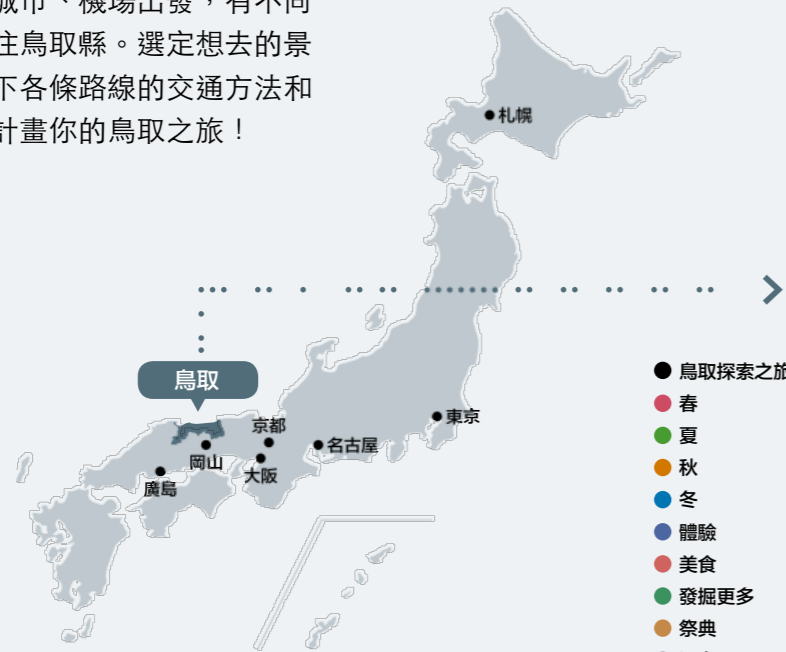 城市、機場出發，有不同
往鳥取縣。選定想去的景
下各條路線的交通方法和
計畫你的鳥取之旅！
札幌
鳥取
東京
京都
名古屋
岡山
大阪
廣島
鳥取探索之旅
春
夏
秋
冬
體驗
美食
發掘更多
祭典